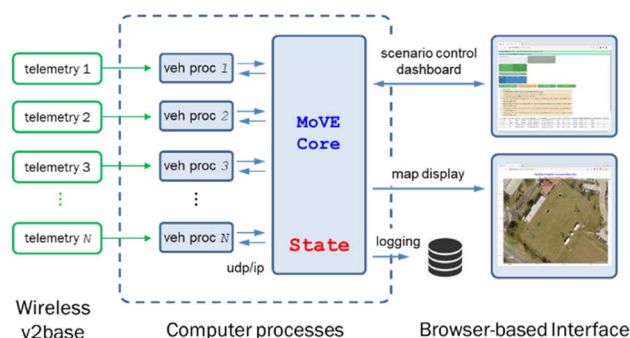 telemetry 1
veh proc 1
telemetry 2
veh proc 2
telemetry 3
veh proc 3
telemetry N
veh proc N
udp/ip
MoVE
Core
State
scenario control
dashboard
map display
logging
Wireless
v2base
Computer processes
Browser-based Interface